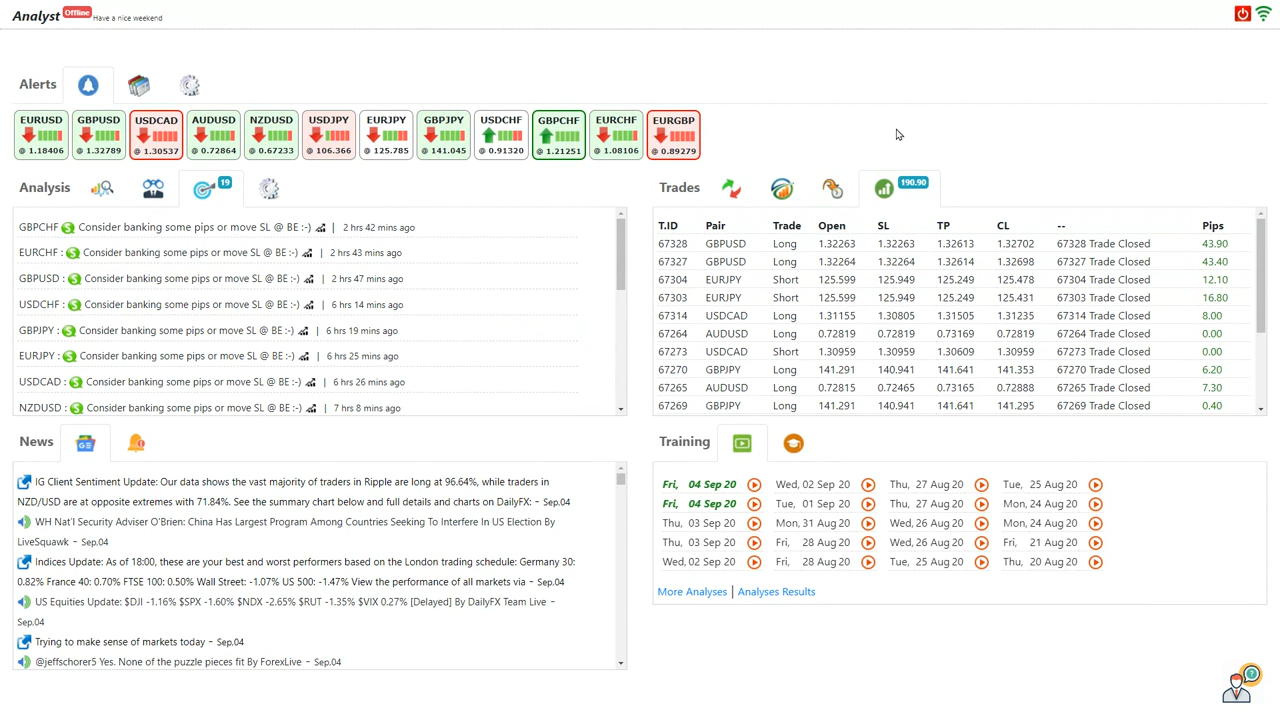 Analyst Offline Have a nice weekend
Alerts
EURUSD GBPUSD USDCAD AUDUSD NZDUSD USDJPY EURJPY GBPJPY USDCHF GBPCHF EURCHF EURGBP
@ 1.18406 @ 1.32789 @ 1.30537 @ 0.72864 @ 0.67233 @ 106.366 @ 125.785 @ 141.045 @ 0.91320 @ 1.21251 @ 1.08106 @ 0.89279
Analysis 19
GBPCHF Consider banking some pips or move SL @ BE :-) | 2 hrs 42 mins ago
EURCHF : Consider banking some pips or move SL @ BE :-) | 2 hrs 43 mins ago
GBPUSD : Consider banking some pips or move SL @ BE :-) | 2 hrs 47 mins ago
USDCHF : Consider banking some pips or move SL @ BE :-) | 6 hrs 14 mins ago
GBPJPY : Consider banking some pips or move SL @ BE :-) | 6 hrs 19 mins ago
EURJPY : Consider banking some pips or move SL @ BE :-) | 6 hrs 25 mins ago
USDCAD : Consider banking some pips or move SL @ BE :-) | 6 hrs 26 mins ago
NZDUSD : Consider banking some pips or move SL @ BE :-) | 7 hrs 8 mins ago
Trades 190.90
T.ID Pair Trade Open SL TP CL -- Pips
67328 GBPUSD Long 1.32263 1.32263 1.32613 1.32702 67328 Trade Closed 43.90
67327 GBPUSD Long 1.32264 1.32264 1.32614 1.32698 67327 Trade Closed 43.40
67304 EURJPY Short 125.599 125.949 125.249 125.478 67304 Trade Closed 12.10
67303 EURJPY Short 125.599 125.949 125.249 125.431 67303 Trade Closed 16.80
67314 USDCAD Long 1.31155 1.30805 1.31505 1.31235 67314 Trade Closed 8.00
67264 AUDUSD Long 0.72819 0.72819 0.73169 0.72819 67264 Trade Closed 0.00
67273 USDCAD Short 1.30959 1.30959 1.30609 1.30959 67273 Trade Closed 0.00
67270 GBPJPY Long 141.291 140.941 141.641 141.353 67270 Trade Closed 6.20
67265 AUDUSD Long 0.72815 0.72465 0.73165 0.72888 67265 Trade Closed 7.30
67269 GBPJPY Long 141.291 140.941 141.641 141.295 67269 Trade Closed 0.40
News
IG Client Sentiment Update: Our data shows the vast majority of traders in Ripple are long at 96.64%, while traders in
NZD/USD are at opposite extremes with 71.84%. See the summary chart below and full details and charts on DailyFX: - Sep.04
WH Nat'l Security Adviser O'Brien: China Has Largest Program Among Countries Seeking To Interfere In US Election By
LiveSquawk - Sep.04
Indices Update: As of 18:00, these are your best and worst performers based on the London trading schedule: Germany 30:
0.82% France 40: 0.70% FTSE 100: 0.50% Wall Street: -1.07% US 500: -1.47% View the performance of all markets via - Sep.04
US Equities Update: $DJI -1.16% $SPX -1.60% $NDX -2.65% $RUT -1.35% $VIX 0.27% [Delayed] By DailyFX Team Live -
Sep.04
Trying to make sense of markets today - Sep.04
@jeffschorer5 Yes. None of the puzzle pieces fit By ForexLive - Sep.04
Training
Fri, 04 Sep 20 Wed, 02 Sep 20 Thu, 27 Aug 20 Tue, 25 Aug 20
Fri, 04 Sep 20 Tue, 01 Sep 20 Thu, 27 Aug 20 Mon, 24 Aug 20
Thu, 03 Sep 20 Mon, 31 Aug 20 Wed, 26 Aug 20 Mon, 24 Aug 20
Thu, 03 Sep 20 Fri, 28 Aug 20 Wed, 26 Aug 20 Fri, 21 Aug 20
Wed, 02 Sep 20 Fri, 28 Aug 20 Tue, 25 Aug 20 Thu, 20 Aug 20
More Analyses | Analyses Results